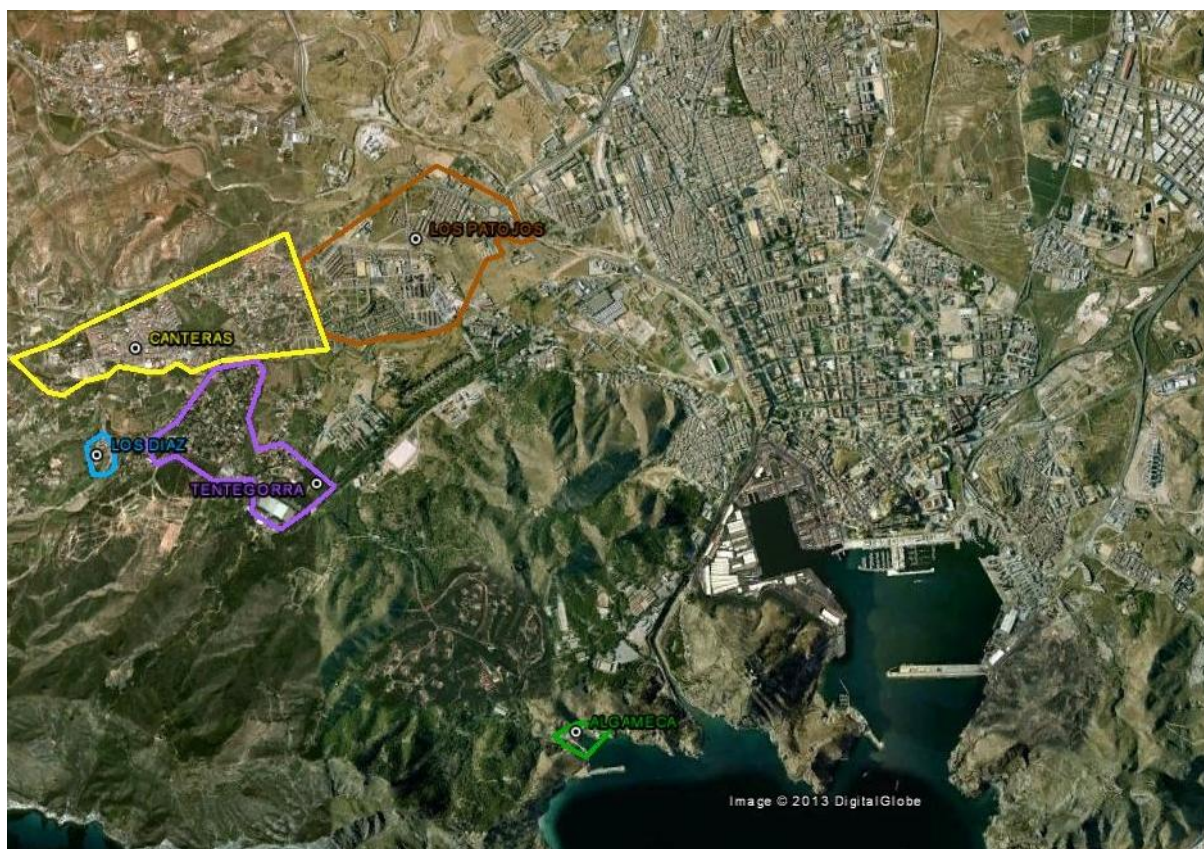 LOS PATOJOS
CANTERAS
LOS DIAZ
TENTEGORRA
ALGAMECA
Image © 2013 DigitalGlobe